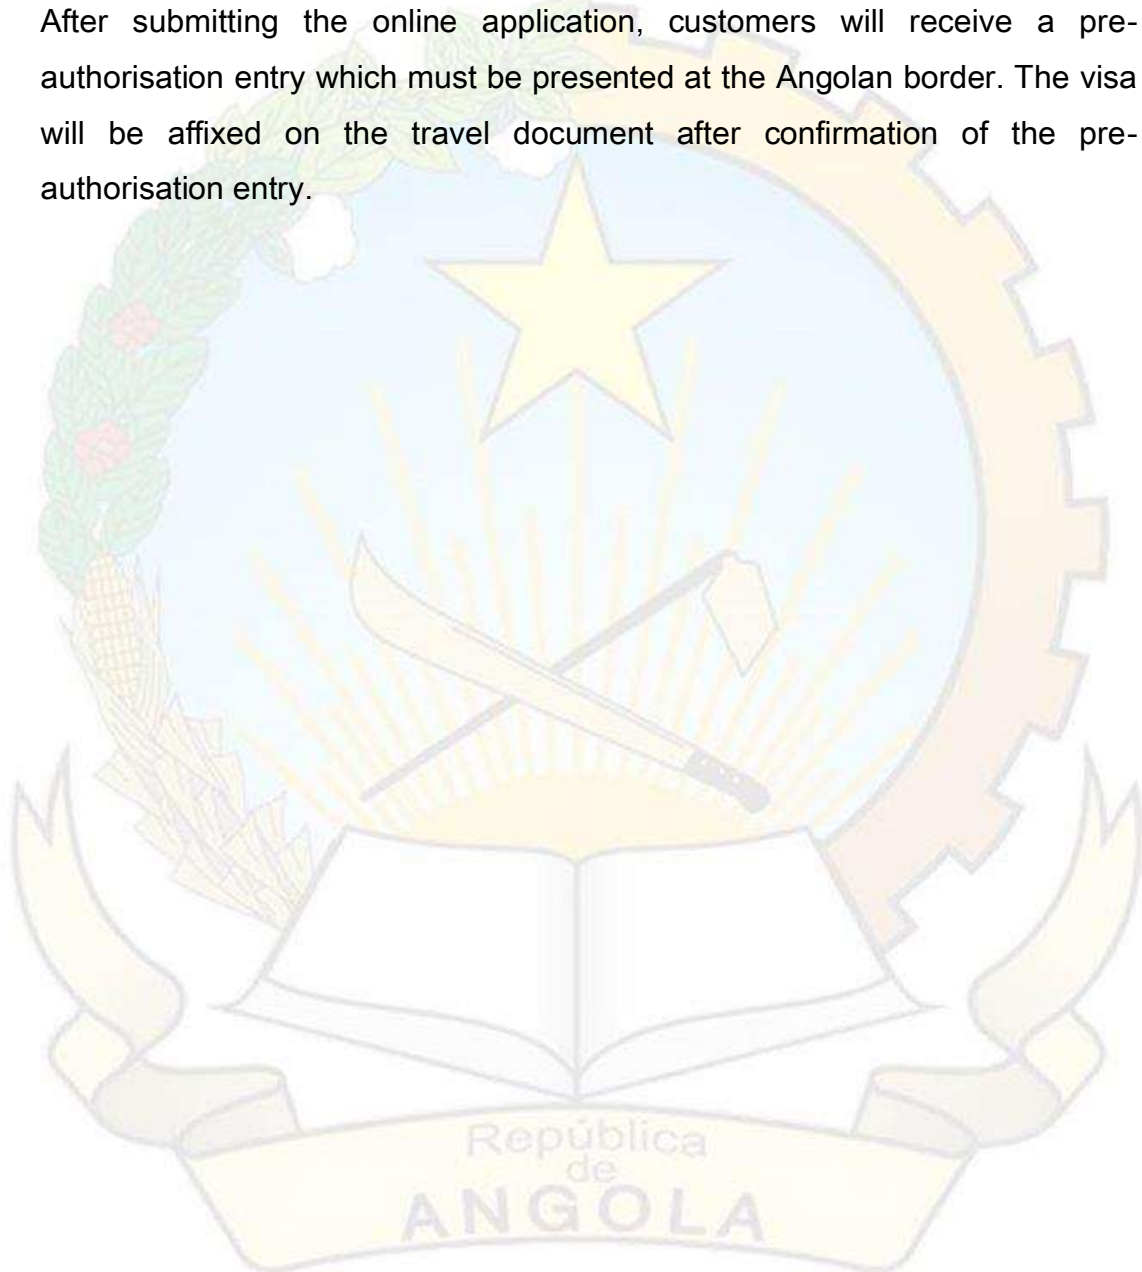 After submitting the online application, customers will receive a pre-
authorisation entry which must be presented at the Angolan border. The visa
will be affixed on the travel document after confirmation of the pre-
authorisation entry.
República
de
ANGOLA